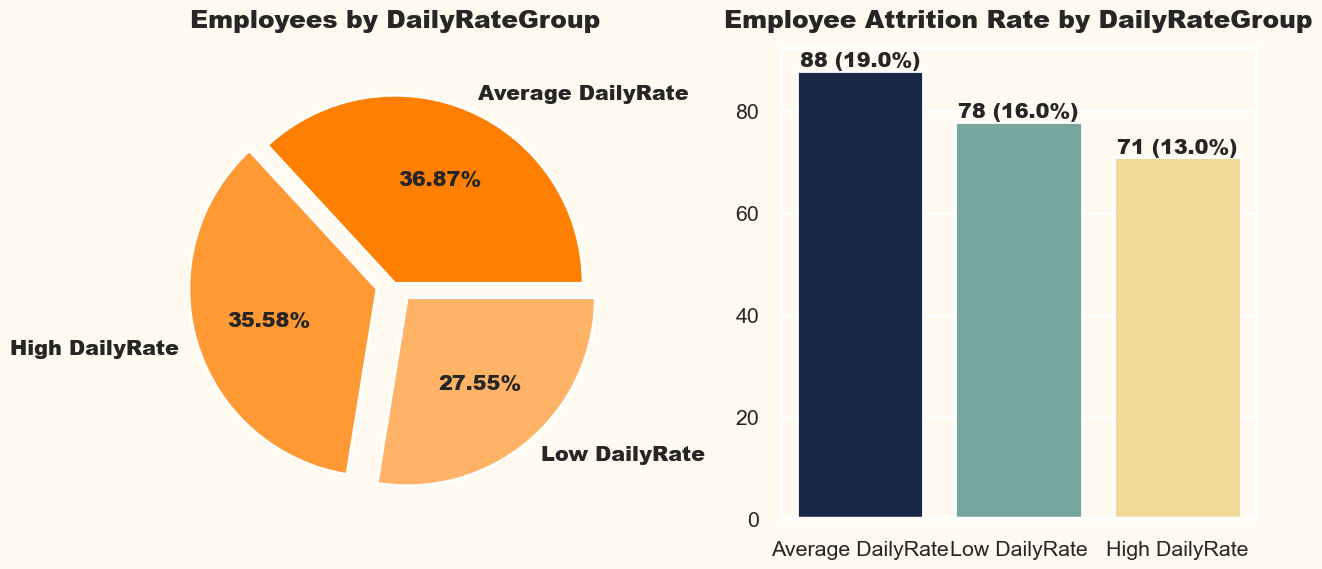 Employees by DailyRateGroup
Average DailyRate
36.87%
35.58%
High DailyRate
27.55%
Low DailyRate
Employee Attrition Rate by DailyRateGroup
88 (19.0%)
78 (16.0%)
71 (13.0%)
80
60
40
20
0
Average DailyRate
Low DailyRate
High DailyRate